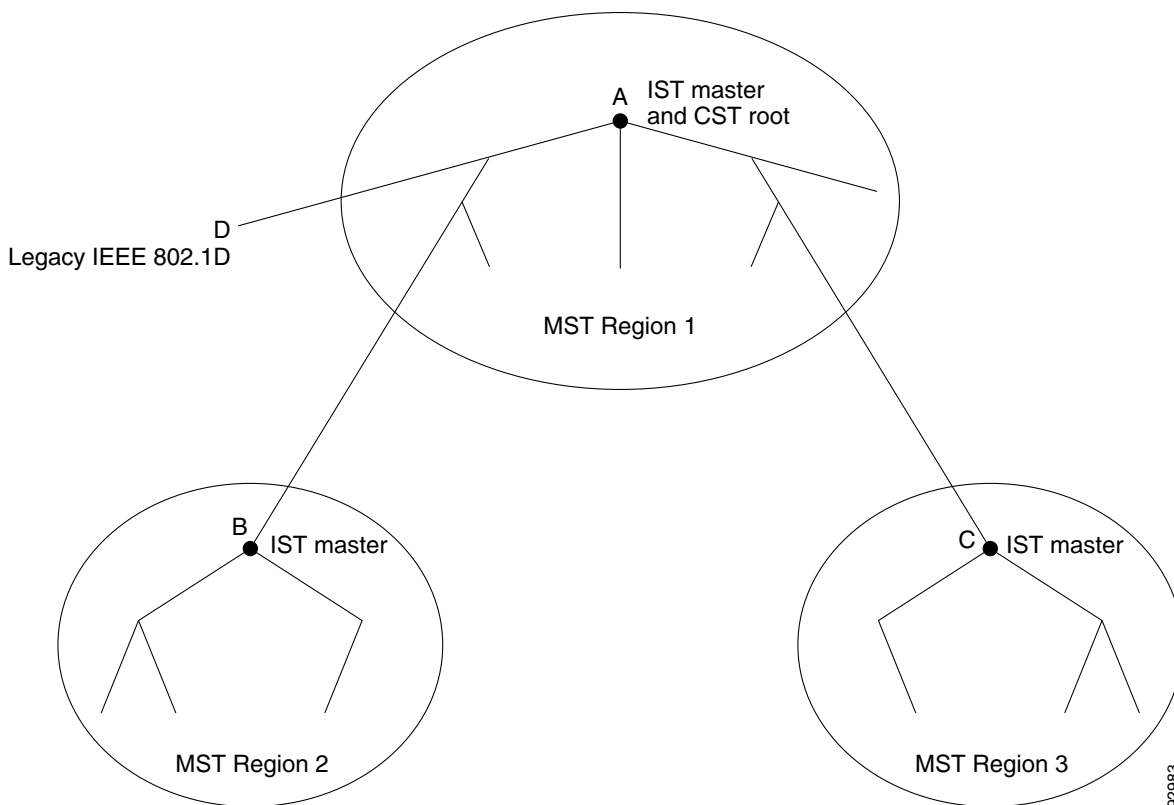 A
IST master
and CST root
D
Legacy IEEE 802.1D
MST Region 1
B
IST master
C
IST master
MST Region 2
MST Region 3